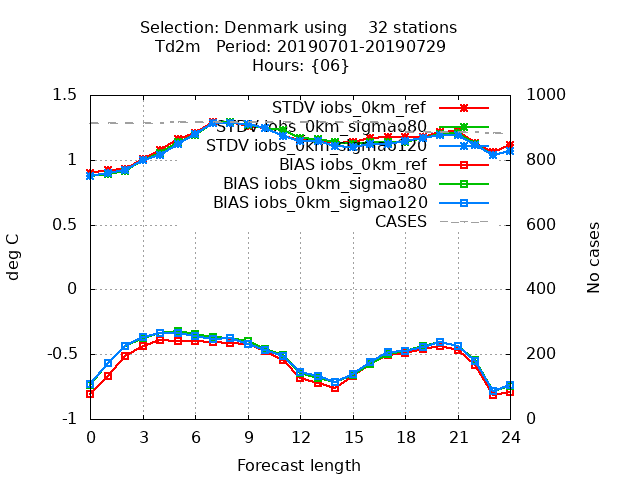 Selection: Denmark using    32 stations
Td2m   Period: 20190701-20190729
Hours: {06}
1.5
1
0.5
0
-0.5
-1
1000
800
600
400
200
0
0 3 6 9 12 15 18 21 24
deg C
No cases
Forecast length
STDV iobs_0km_ref
STDV iobs_0km_sigmao80
STDV iobs_0km_sigmao120
BIAS iobs_0km_ref
BIAS iobs_0km_sigmao80
BIAS iobs_0km_sigmao120
CASES